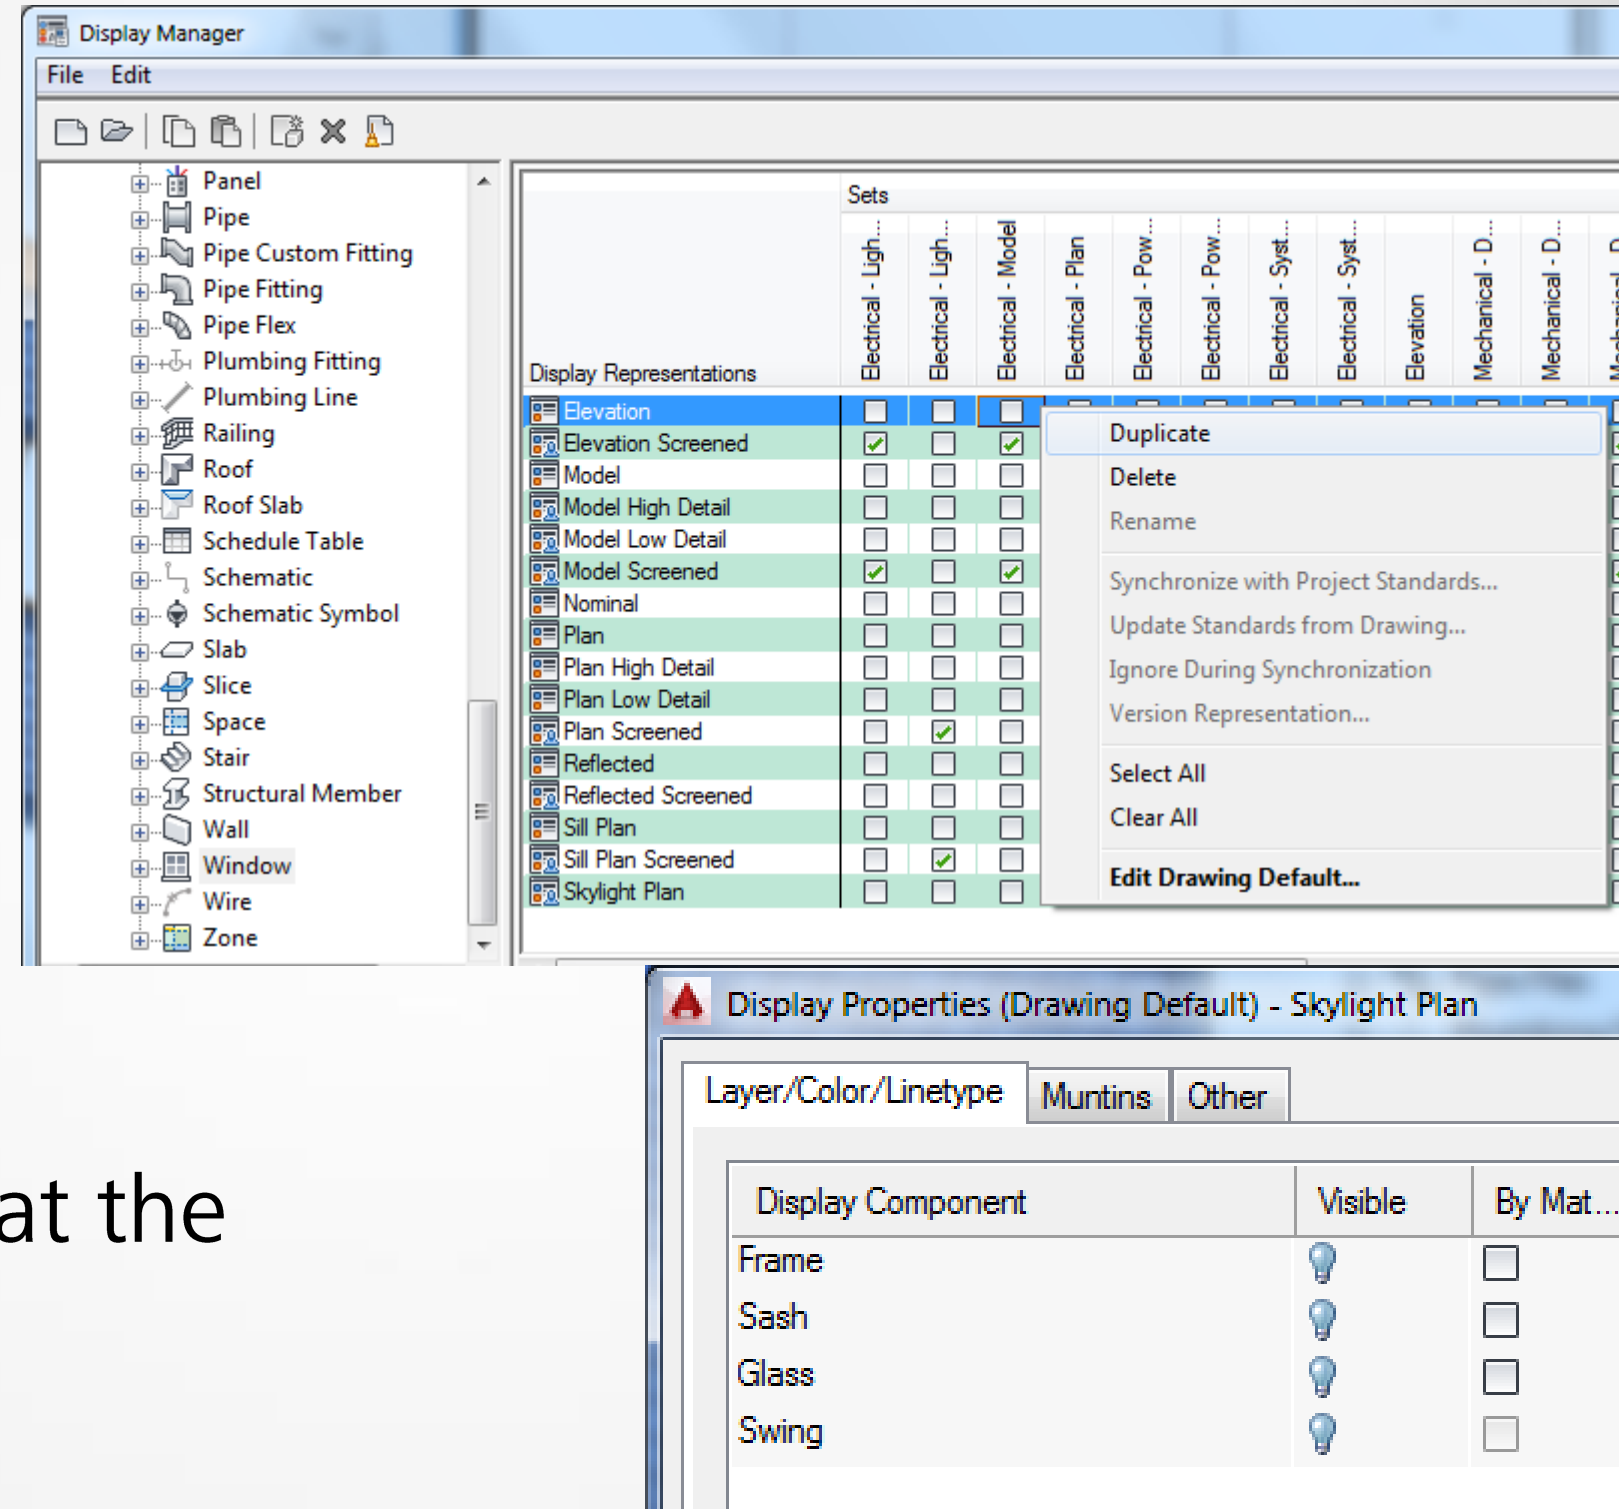 Display Manager
File Edit
Panel
Pipe
Pipe Custom Fitting
Pipe Fitting
Pipe Flex
Plumbing Fitting
Plumbing Line
Railing
Roof
Roof Slab
Schedule Table
Schematic
Schematic Symbol
Slab
Slice
Space
Stair
Structural Member
Wall
Window
Wire
Zone
Sets
Display Representations
Electrical - Ligh...
Electrical - Ligh...
Electrical - Model
Electrical - Plan
Electrical - Pow...
Electrical - Pow...
Electrical - Syst...
Electrical - Syst...
Elevation
Mechanical - D...
Mechanical - D...
Elevation
Elevation Screened
Model
Model High Detail
Model Low Detail
Model Screened
Nominal
Plan
Plan High Detail
Plan Low Detail
Plan Screened
Reflected
Reflected Screened
Sill Plan
Sill Plan Screened
Skylight Plan
Duplicate
Delete
Rename
Synchronize with Project Standards...
Update Standards from Drawing...
Ignore During Synchronization
Version Representation...
Select All
Clear All
Edit Drawing Default...
Display Properties (Drawing Default) - Skylight Plan
Layer/Color/Linetype Muntins Other
Display Component Visible By Mat...
Frame
Sash
Glass
Swing
at the